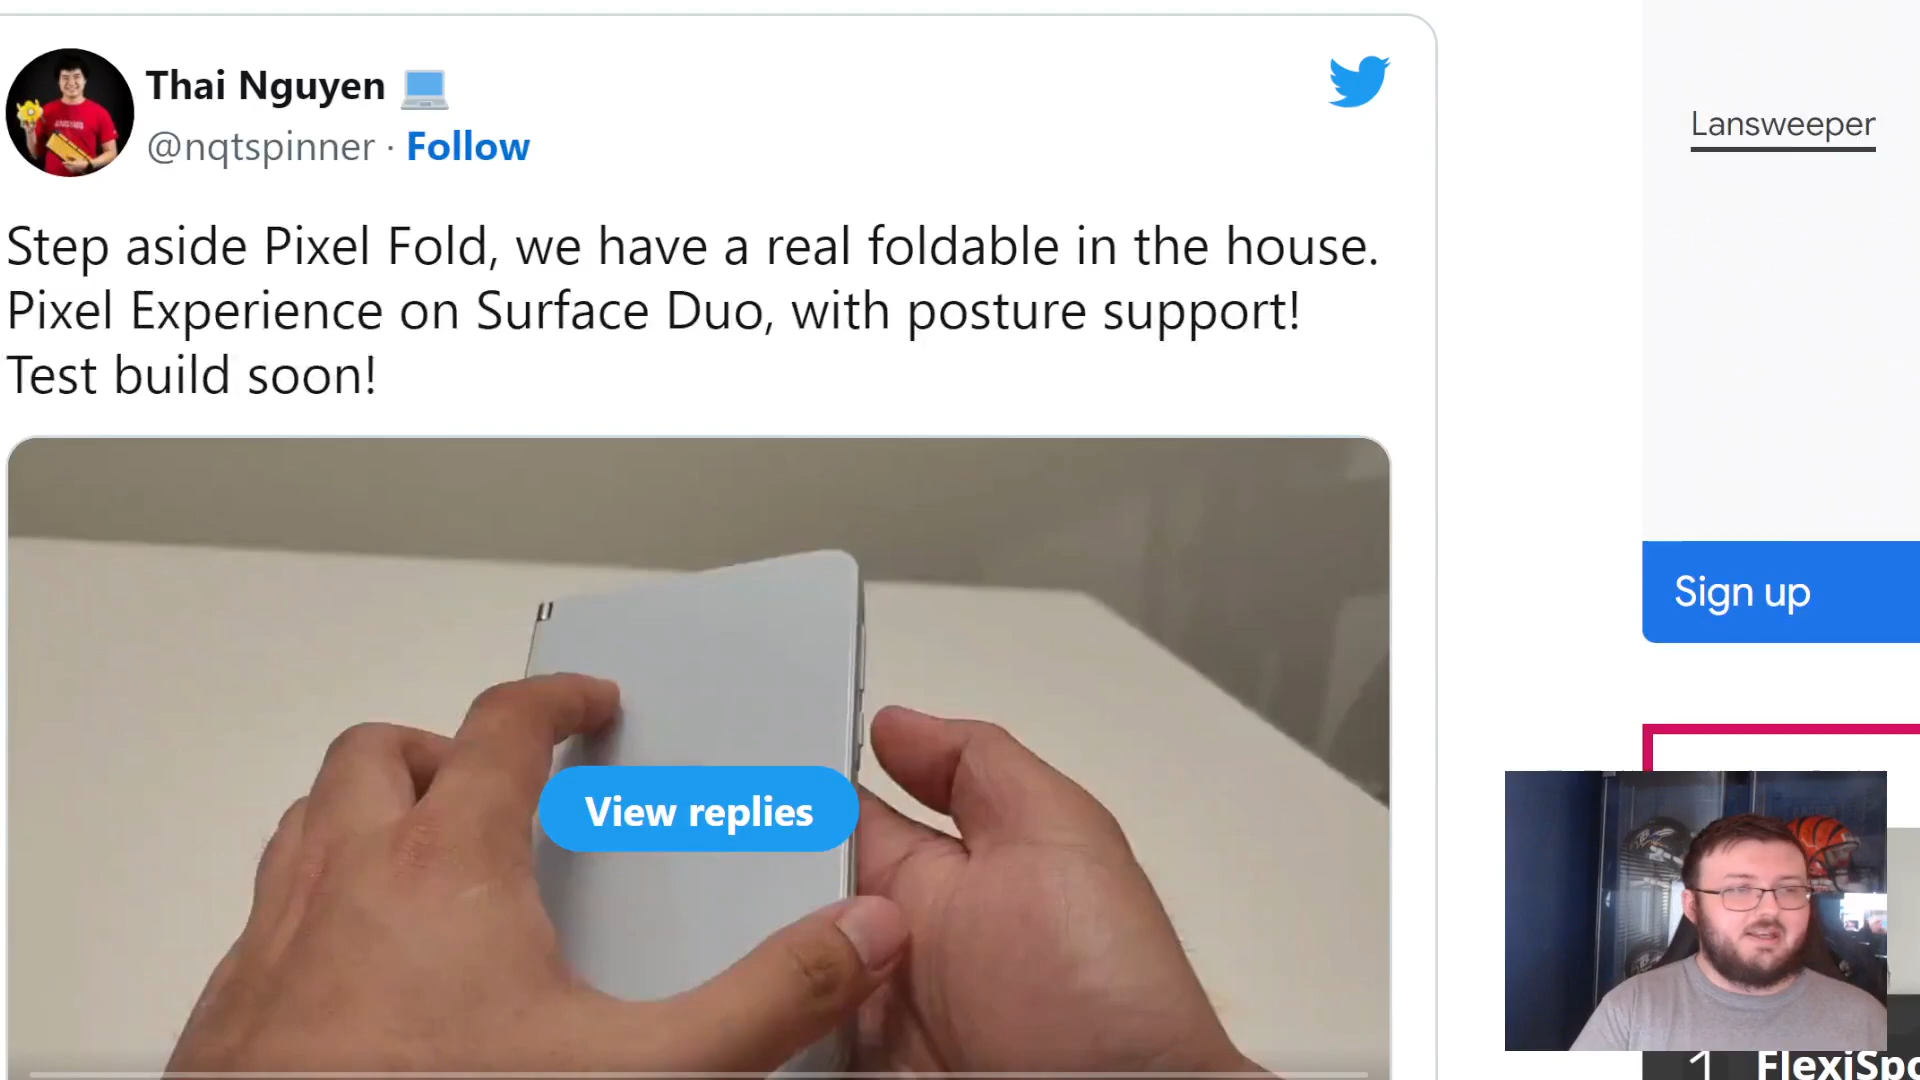 Thai Nguyen
@nqtspinner · Follow
Step aside Pixel Fold, we have a real foldable in the house.
Pixel Experience on Surface Duo, with posture support!
Test build soon!
View replies
Lansweeper
Sign up
1